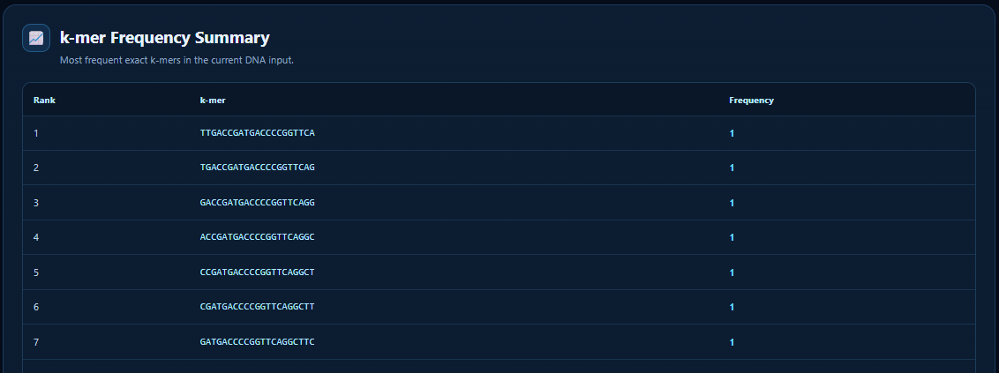 k-mer Frequency Summary
Most frequent exact k-mers in the current DNA input.
Rank k-mer Frequency
1 TTGACCGATGACCCCGGTTCA 1
2 TGACCGATGACCCCGGTTCAG 1
3 GACCGATGACCCCGGTTCAGG 1
4 ACCGATGACCCCGGTTCAGGC 1
5 CCGATGACCCCGGTTCAGGCT 1
6 CGATGACCCCGGTTCAGGCTT 1
7 GATGACCCCGGTTCAGGCTTC 1